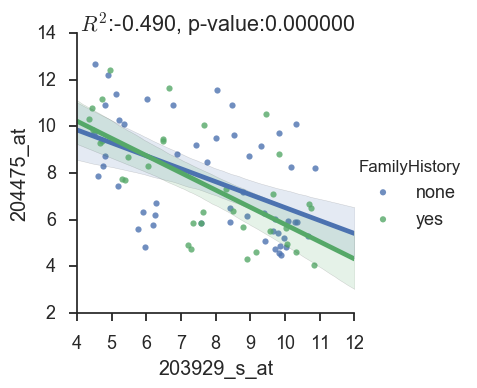 R²:-0.490, p-value:0.000000
14
12
10
8
6
4
2
204475_at
4 5 6 7 8 9 10 11 12
203929_s_at
FamilyHistory
none
yes